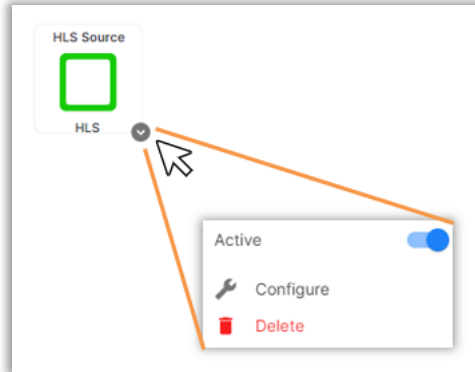 HLS Source
HLS
Active
Configure
Delete